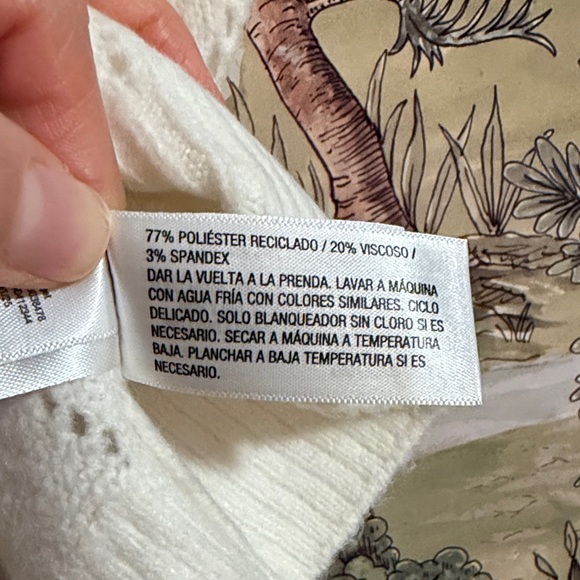 77% POLIÉSTER RECICLADO / 20% VISCOSO /
3% SPANDEX
DAR LA VUELTA A LA PRENDA. LAVAR A MÁQUINA
CON AGUA FRÍA CON COLORES SIMILARES. CICLO
DELICADO. SOLO BLANQUEADOR SIN CLORO SI ES
NECESARIO. SECAR A MÁQUINA A TEMPERATURA
BAJA. PLANCHAR A BAJA TEMPERATURA SI ES
NECESARIO.